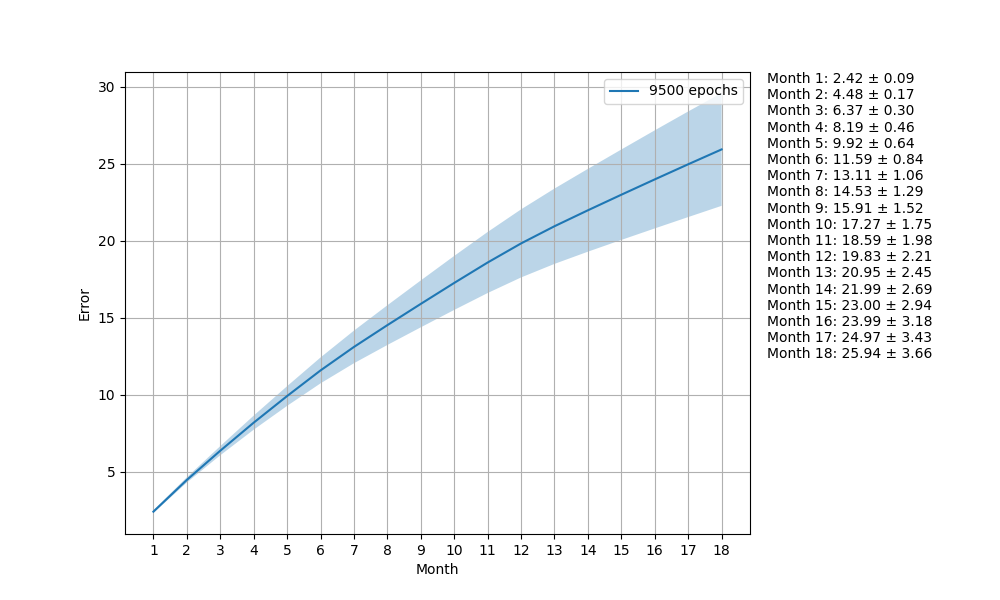 30
25
20
15
10
5
Error
1 2 3 4 5 6 7 8 9 10 11 12 13 14 15 16 17 18
Month
9500 epochs
Month 1: 2.42 ± 0.09
Month 2: 4.48 ± 0.17
Month 3: 6.37 ± 0.30
Month 4: 8.19 ± 0.46
Month 5: 9.92 ± 0.64
Month 6: 11.59 ± 0.84
Month 7: 13.11 ± 1.06
Month 8: 14.53 ± 1.29
Month 9: 15.91 ± 1.52
Month 10: 17.27 ± 1.75
Month 11: 18.59 ± 1.98
Month 12: 19.83 ± 2.21
Month 13: 20.95 ± 2.45
Month 14: 21.99 ± 2.69
Month 15: 23.00 ± 2.94
Month 16: 23.99 ± 3.18
Month 17: 24.97 ± 3.43
Month 18: 25.94 ± 3.66